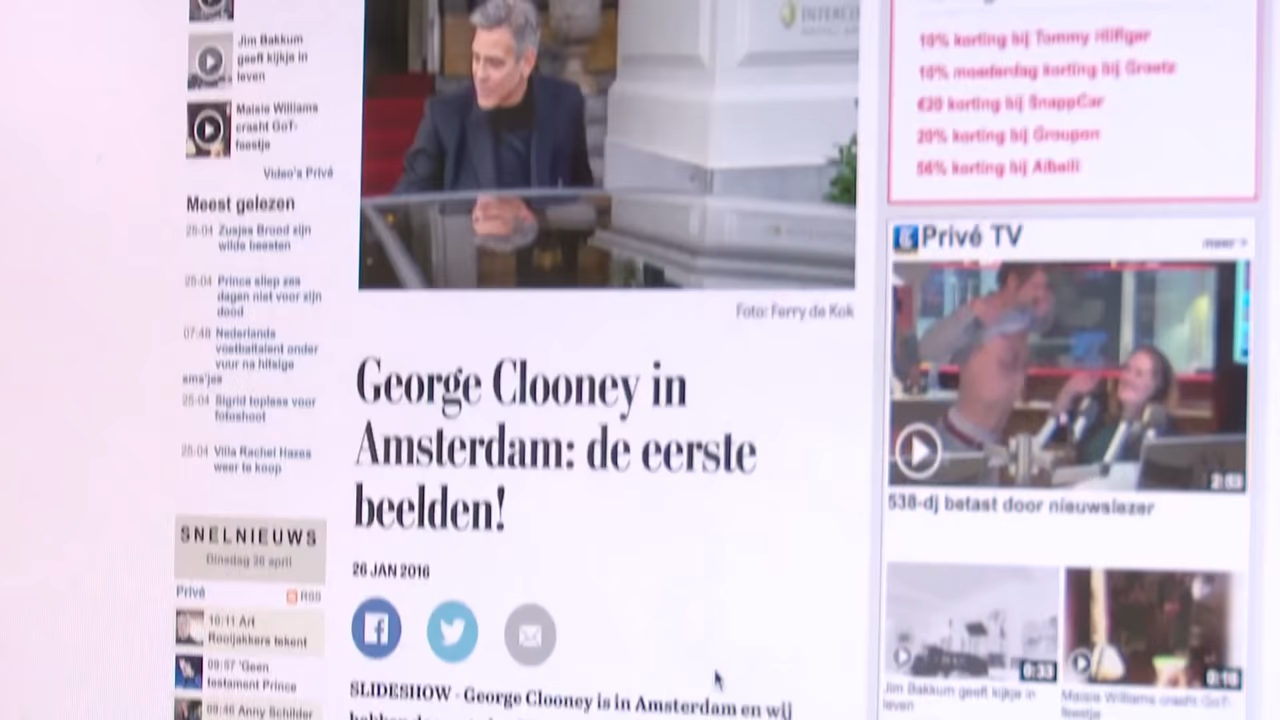 Jim Bakkum
geeft kijkje in
leven
Maisie Williams
crasht GoT-
feestje
Video's Privé
Meest gelezen
25-04 Zusjes Brood zijn
wilde beesten
25-04 Prince sliep zes
dagen niet voor zijn
dood
07:48 Nederlands
voetbaltalent onder
vuur na hitsige
sms'jes
25-04 Sigrid topless voor
fotoshoot
25-04 Villa Rachel Hazes
weer te koop
SNELNIEUWS
Dinsdag 26 april
Privé RSS
10:11 Art
Rooijakkers tekent
09:57 'Geen
testament Prince
09:46 Anny Schilder
Foto: Ferry de Kok
George Clooney in
Amsterdam: de eerste
beelden!
26 JAN 2016
SLIDESHOW - George Clooney is in Amsterdam en wij
10% korting bij Tommy Hilfiger
10% moederdag korting bij Greetz
€20 korting bij SnappCar
20% korting bij Groupon
56% korting bij Albelli
Privé TV
meer >
2:53
538-dj betast door nieuwslezer
0:33
0:18
Jim Bakkum geeft kijkje in
leven
Maisie Williams crasht GoT-
feestje